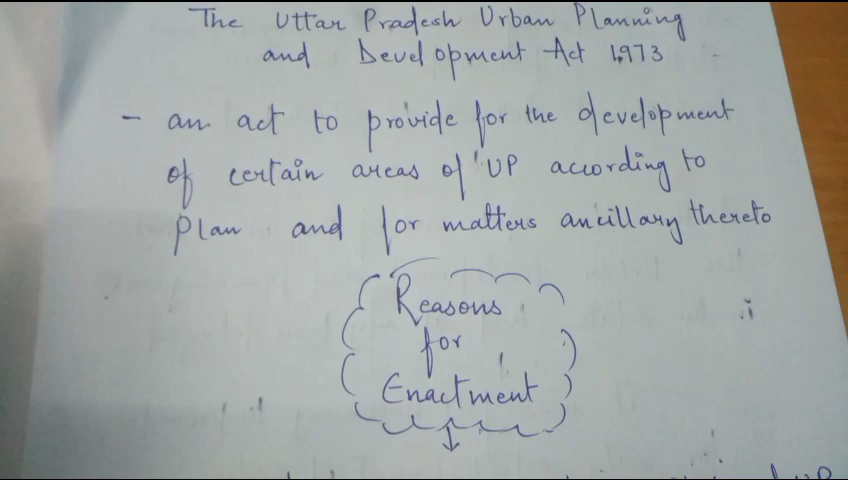 The Uttar Pradesh Urban Planning
and Development Act 1973
- an act to provide for the development
of certain areas of UP according to
Plan and for matters ancillary thereto
Reasons
for
Enactment